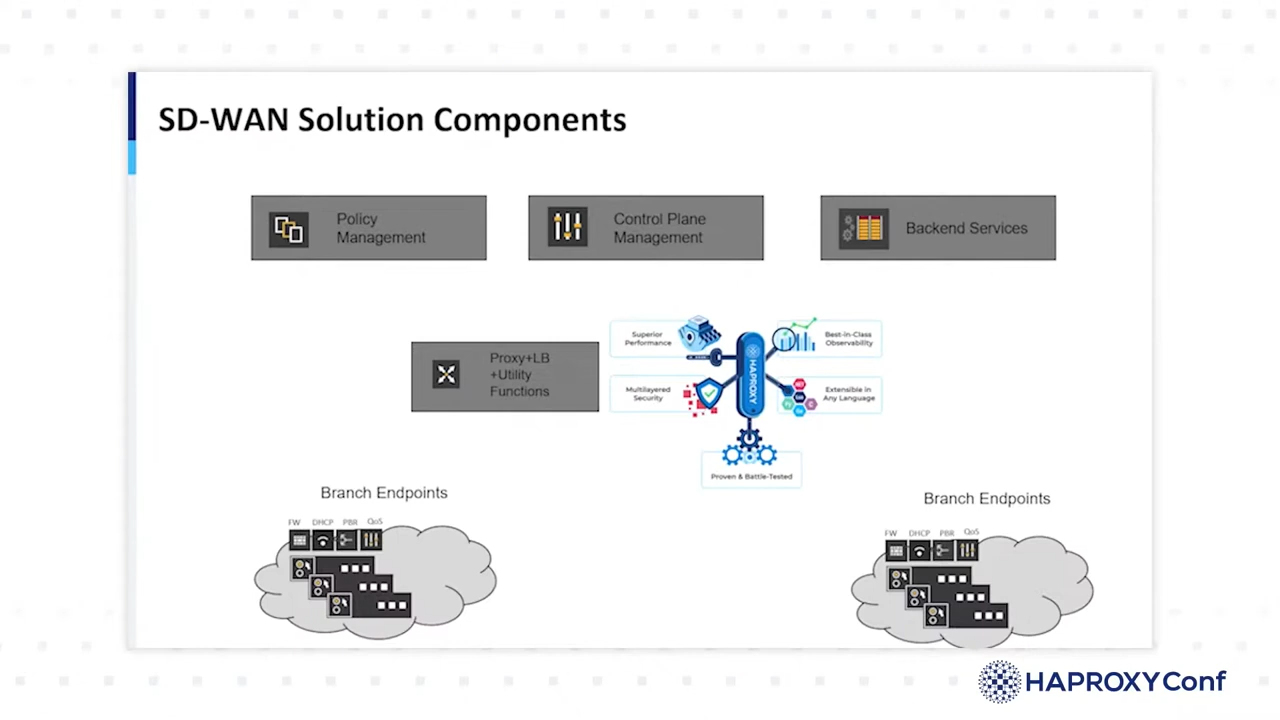 SD-WAN Solution Components
Policy
Management
Control Plane
Management
Backend Services
Proxy+LB
+Utility
Functions
Superior
Performance
Best-in-Class
Observability
HAPROXY
Multilayered
Security
Extensible in
Any Language
Proven & Battle-Tested
Branch Endpoints
FW DHCP PBR QoS
Branch Endpoints
FW DHCP PBR QoS
HAPROXYConf